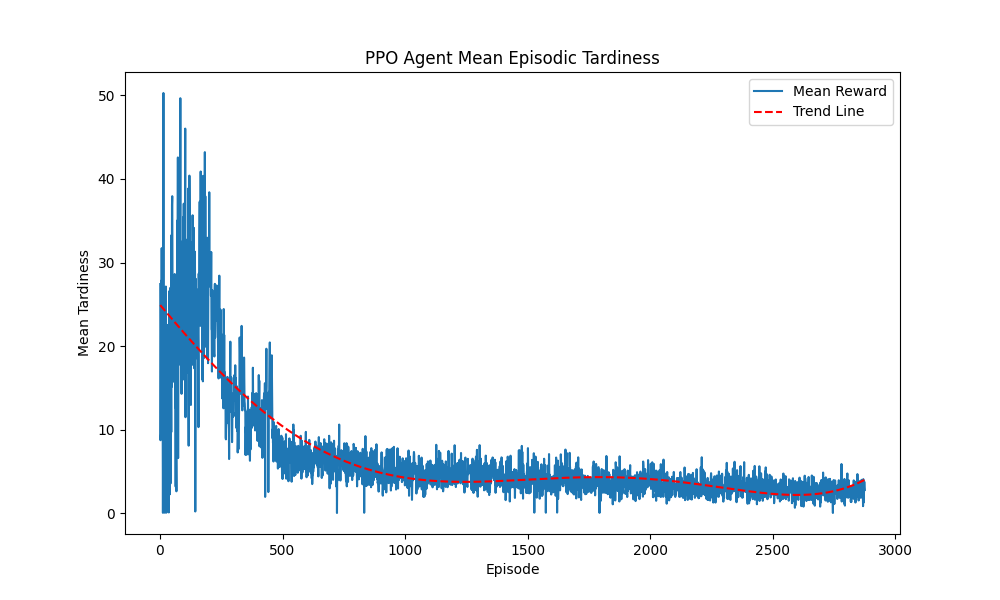 PPO Agent Mean Episodic Tardiness
Mean Reward
Trend Line
50
40
30
20
10
0
Mean Tardiness
0 500 1000 1500 2000 2500 3000
Episode